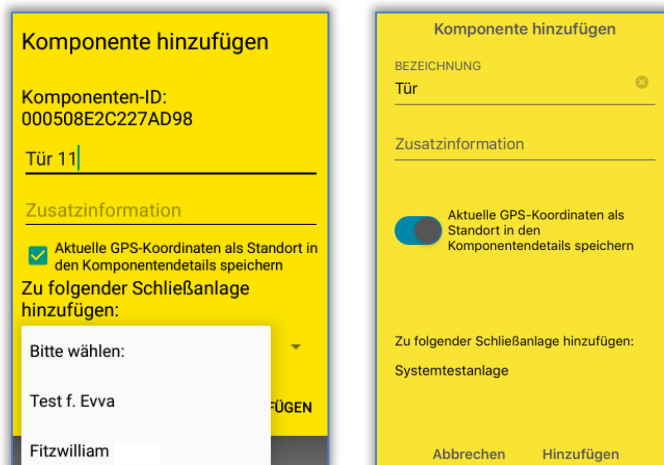 Komponente hinzufügen
Komponenten-ID:
000508E2C227AD98
Tür 11
Zusatzinformation
Aktuelle GPS-Koordinaten als Standort in
den Komponentendetails speichern
Zu folgender Schließanlage
hinzufügen:
Bitte wählen:
Test f. Evva
FÜGEN
Fitzwilliam
Komponente hinzufügen
BEZEICHNUNG
Tür
Zusatzinformation
Aktuelle GPS-Koordinaten als
Standort in den
Komponentendetails speichern
Zu folgender Schließanlage hinzufügen:
Systemtestanlage
Abbrechen Hinzufügen